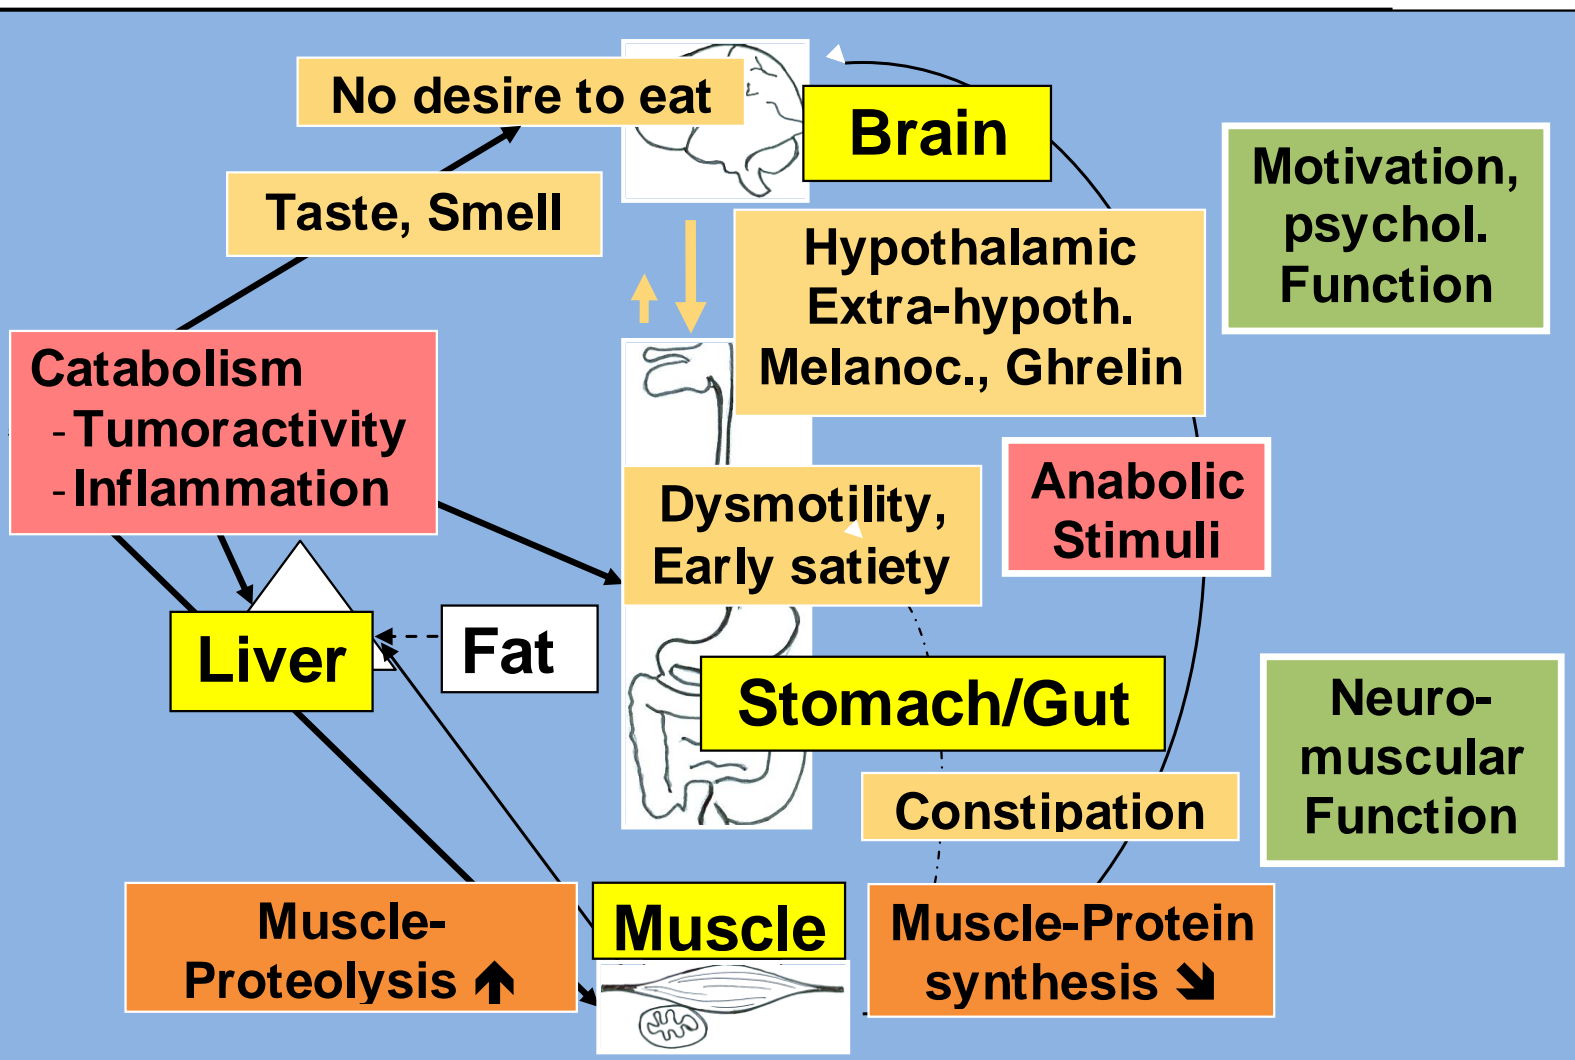 No desire to eat
Brain
Taste, Smell
Motivation,
psychol.
Function
Hypothalamic
Extra-hypoth.
Melanoc., Ghrelin
Catabolism
- Tumoractivity
- Inflammation
Anabolic
Stimuli
Dysmotility,
Early satiety
Liver
Fat
Stomach/Gut
Neuro-
muscular
Function
Constipation
Muscle-
Proteolysis 🡩
Muscle
Muscle-Protein
synthesis 🡮